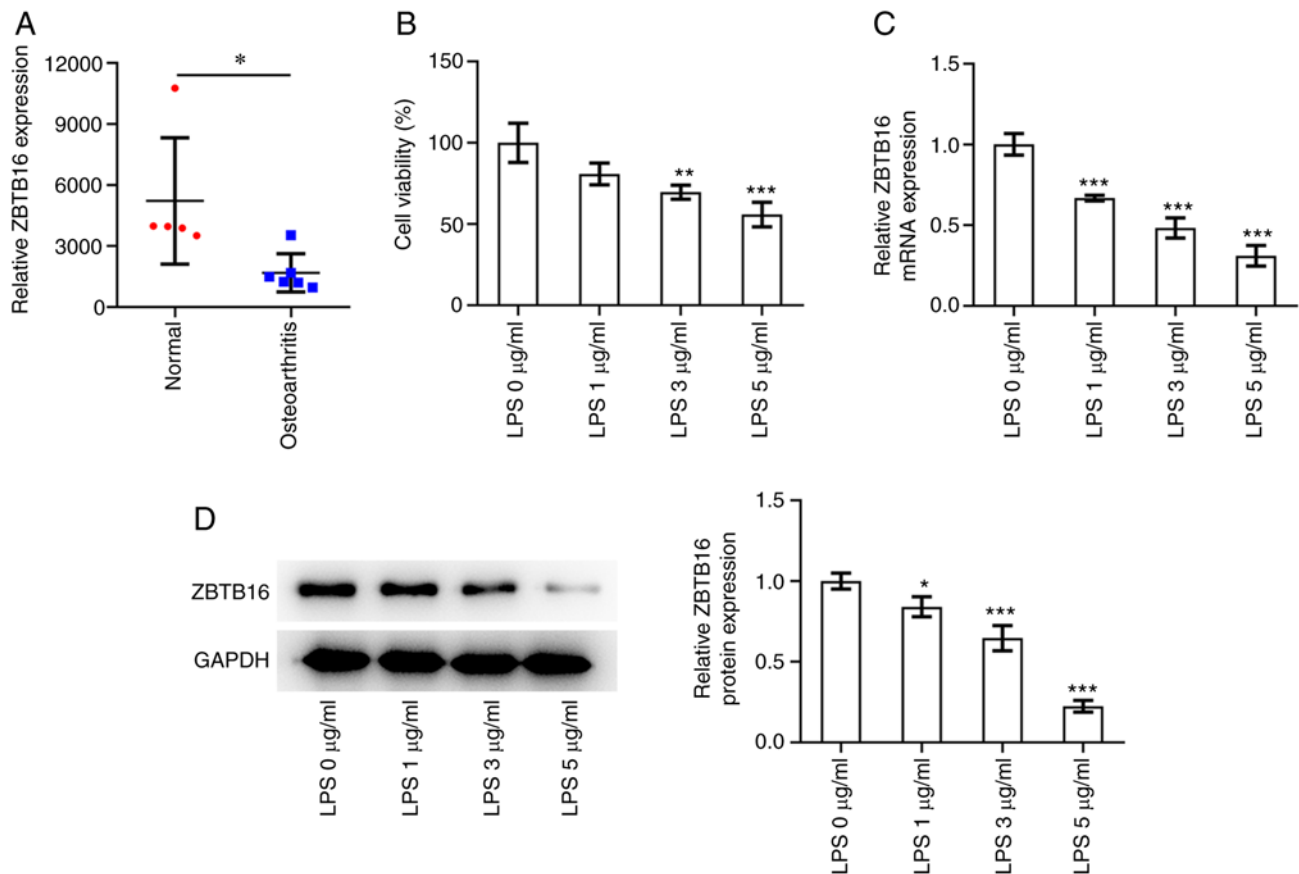 A
Relative ZBTB16 expression
12000
9000
6000
3000
0
*
Normal
Osteoarthritis
B
Cell viability (%)
150
100
50
0
**
***
LPS 0 μg/ml
LPS 1 μg/ml
LPS 3 μg/ml
LPS 5 μg/ml
C
Relative ZBTB16
mRNA expression
1.5
1.0
0.5
0.0
***
***
***
LPS 0 μg/ml
LPS 1 μg/ml
LPS 3 μg/ml
LPS 5 μg/ml
D
ZBTB16
GAPDH
LPS 0 μg/ml
LPS 1 μg/ml
LPS 3 μg/ml
LPS 5 μg/ml
Relative ZBTB16
protein expression
1.5
1.0
0.5
0.0
*
***
***
LPS 0 μg/ml
LPS 1 μg/ml
LPS 3 μg/ml
LPS 5 μg/ml